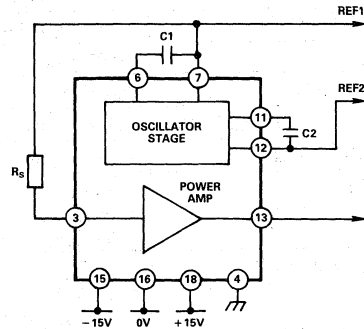 REF1
C1
6
7
REF2
11
OSCILLATOR
STAGE
C2
12
RS
POWER
AMP
3
13
15
16
18
4
−15V
0V
+15V